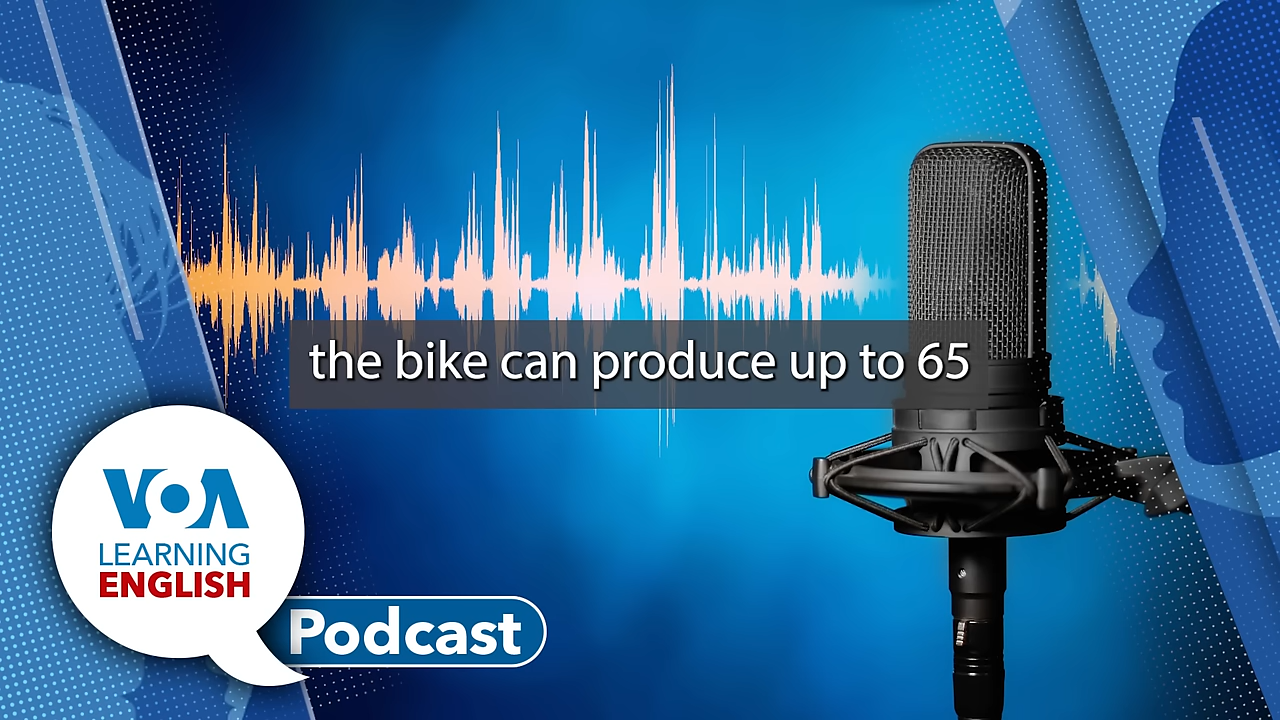 the bike can produce up to 65
VOA
LEARNING
ENGLISH
Podcast